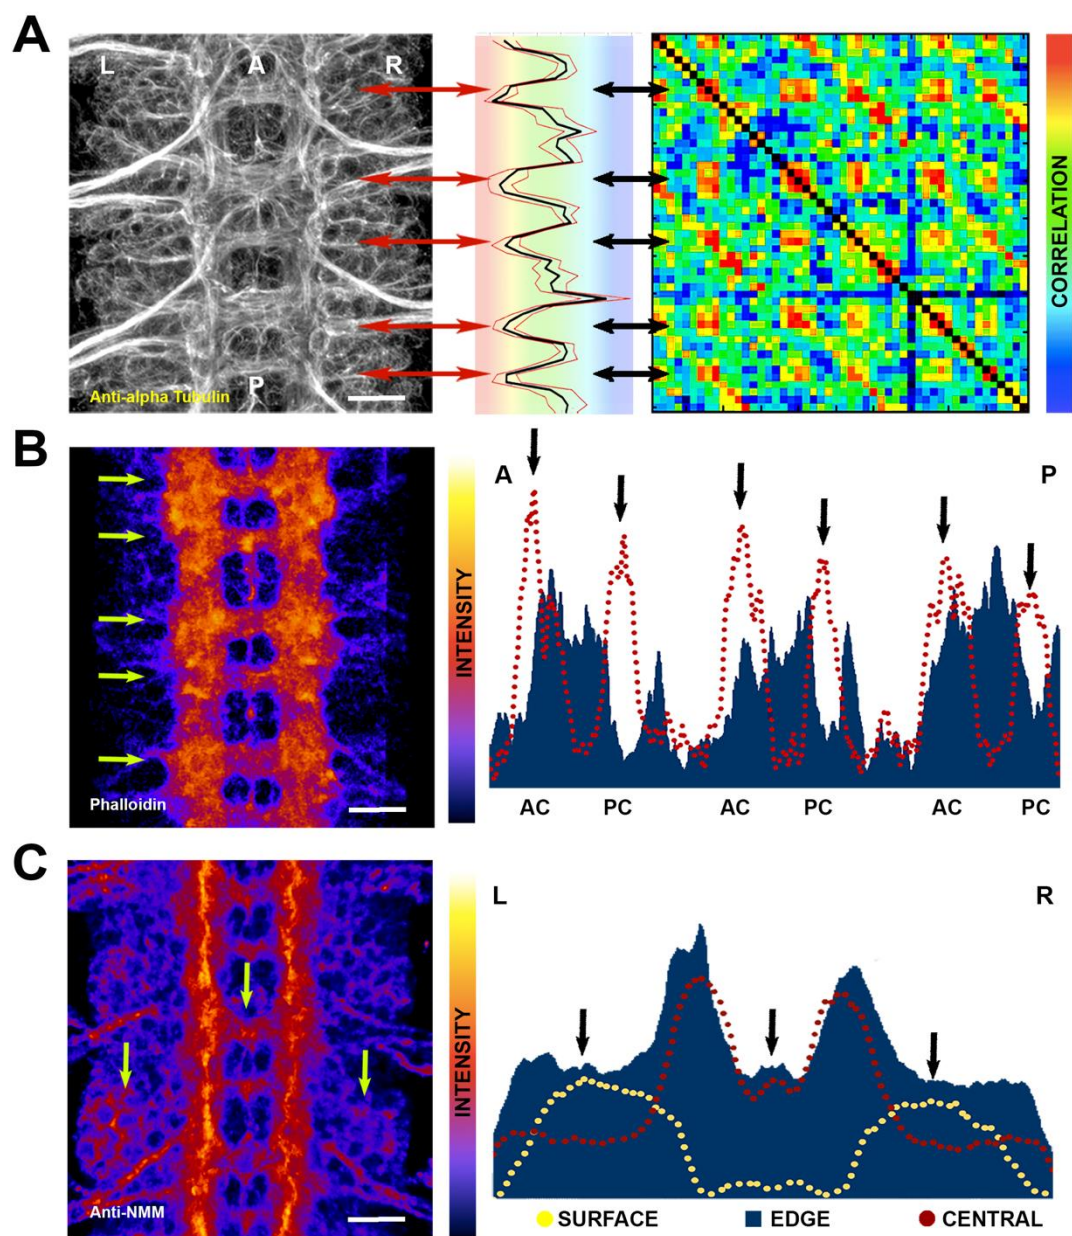 A
L
A
R
P
Anti-alpha Tubulin
CORRELATION
B
Phalloidin
INTENSITY
A
P
AC
PC
AC
PC
AC
PC
C
Anti-NMM
INTENSITY
L
R
SURFACE
EDGE
CENTRAL